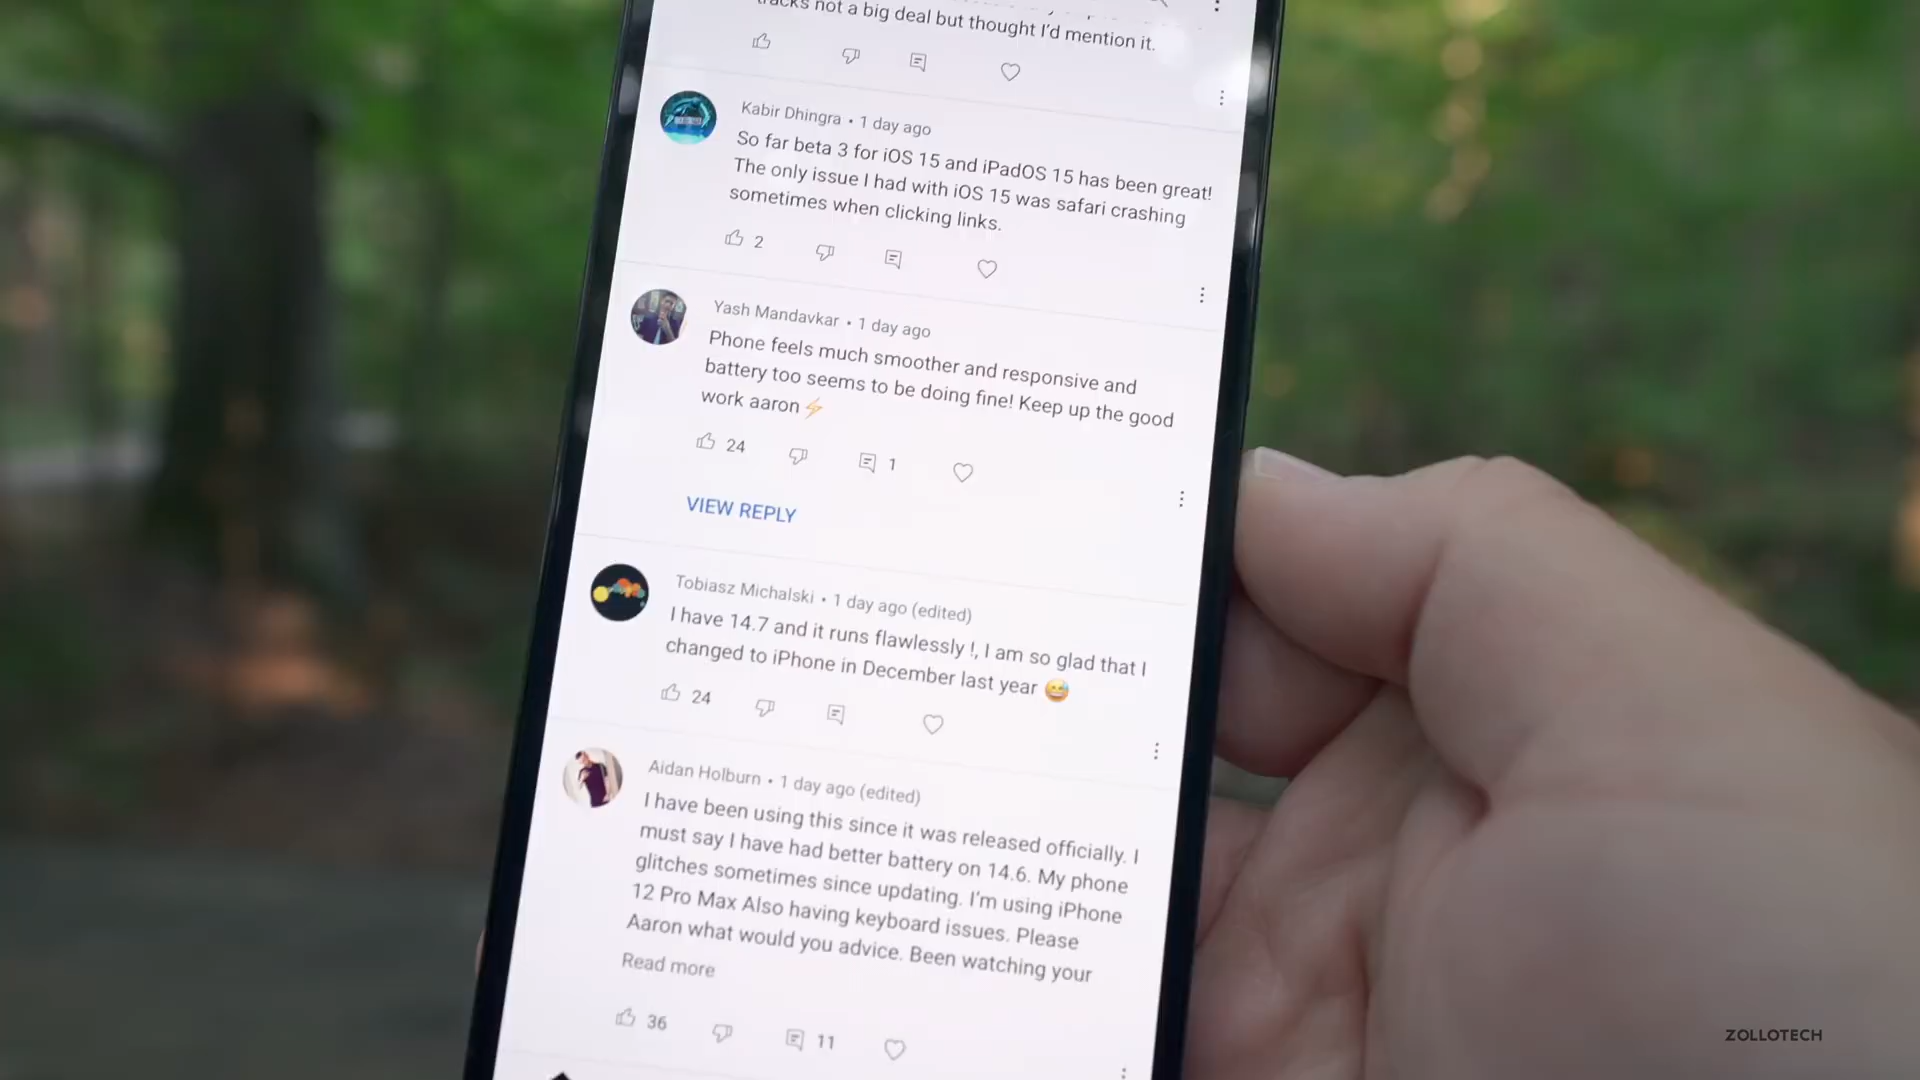 tracks not a big deal but thought I'd mention it.
Kabir Dhingra • 1 day ago
So far beta 3 for iOS 15 and iPadOS 15 has been great!
The only issue I had with iOS 15 was safari crashing
sometimes when clicking links.
2
Yash Mandavkar • 1 day ago
Phone feels much smoother and responsive and
battery too seems to be doing fine! Keep up the good
work aaron⚡
24 1
VIEW REPLY
Tobiasz Michalski • 1 day ago (edited)
I have 14.7 and it runs flawlessly !, I am so glad that I
changed to iPhone in December last year 😅
24
Aidan Holburn • 1 day ago (edited)
I have been using this since it was released officially. I
must say I have had better battery on 14.6. My phone
glitches sometimes since updating. I'm using iPhone
12 Pro Max Also having keyboard issues. Please
Aaron what would you advice. Been watching your
Read more
36 11
ZOLLOTECH